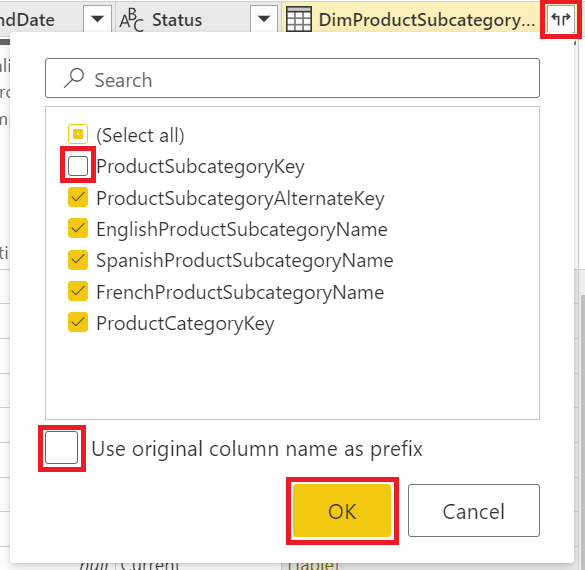 ndDate
ABC Status
DimProductSubcategory...
Search
(Select all)
ProductSubcategoryKey
ProductSubcategoryAlternateKey
EnglishProductSubcategoryName
SpanishProductSubcategoryName
FrenchProductSubcategoryName
ProductCategoryKey
Use original column name as prefix
OK
Cancel
null Current